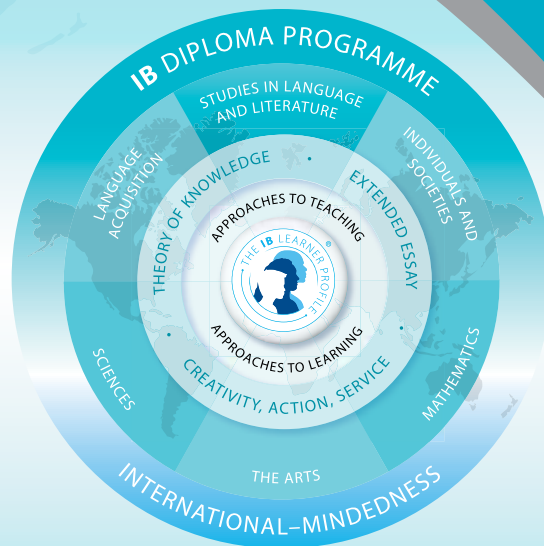 IB DIPLOMA PROGRAMME
STUDIES IN LANGUAGE
AND LITERATURE
LANGUAGE
ACQUISITION
INDIVIDUALS AND
SOCIETIES
THEORY OF KNOWLEDGE
EXTENDED ESSAY
APPROACHES TO TEACHING
THE IB LEARNER PROFILE ®
APPROACHES TO LEARNING
CREATIVITY, ACTION, SERVICE
SCIENCES
MATHEMATICS
THE ARTS
INTERNATIONAL–MINDEDNESS